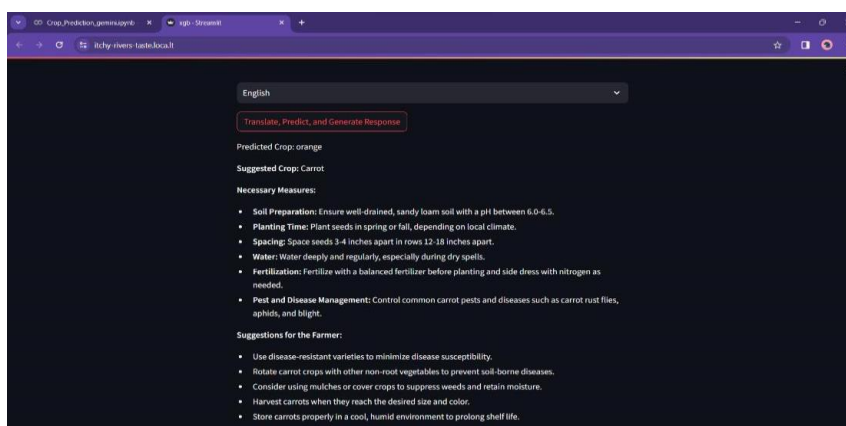 Crop_Prediction_gemini.ipynb
xgb · Streamlit
itchy-rivers-taste.loca.lt
English
Translate, Predict, and Generate Response
Predicted Crop: orange
Suggested Crop: Carrot
Necessary Measures:
• Soil Preparation: Ensure well-drained, sandy loam soil with a pH between 6.0-6.5.
• Planting Time: Plant seeds in spring or fall, depending on local climate.
• Spacing: Space seeds 3-4 inches apart in rows 12-18 inches apart.
• Water: Water deeply and regularly, especially during dry spells.
• Fertilization: Fertilize with a balanced fertilizer before planting and side dress with nitrogen as
needed.
• Pest and Disease Management: Control common carrot pests and diseases such as carrot rust flies,
aphids, and blight.
Suggestions for the Farmer:
• Use disease-resistant varieties to minimize disease susceptibility.
• Rotate carrot crops with other non-root vegetables to prevent soil-borne diseases.
• Consider using mulches or cover crops to suppress weeds and retain moisture.
• Harvest carrots when they reach the desired size and color.
• Store carrots properly in a cool, humid environment to prolong shelf life.